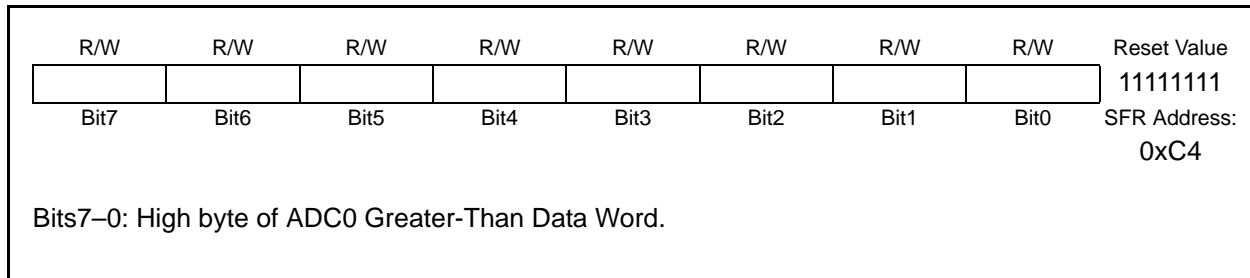 R/W R/W R/W R/W R/W R/W R/W R/W Reset Value
11111111
Bit7 Bit6 Bit5 Bit4 Bit3 Bit2 Bit1 Bit0 SFR Address:
0xC4
Bits7–0: High byte of ADC0 Greater-Than Data Word.